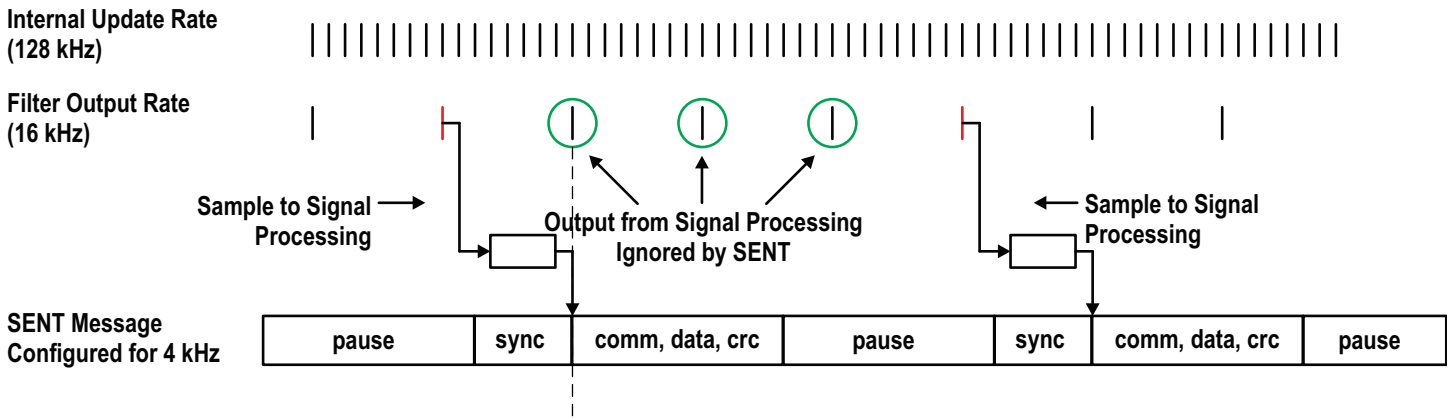 Internal Update Rate
(128 kHz)
Filter Output Rate
(16 kHz)
Sample to Signal
Processing
Output from Signal Processing
Ignored by SENT
Sample to Signal
Processing
SENT Message
Configured for 4 kHz
pause
sync
comm, data, crc
pause
sync
comm, data, crc
pause